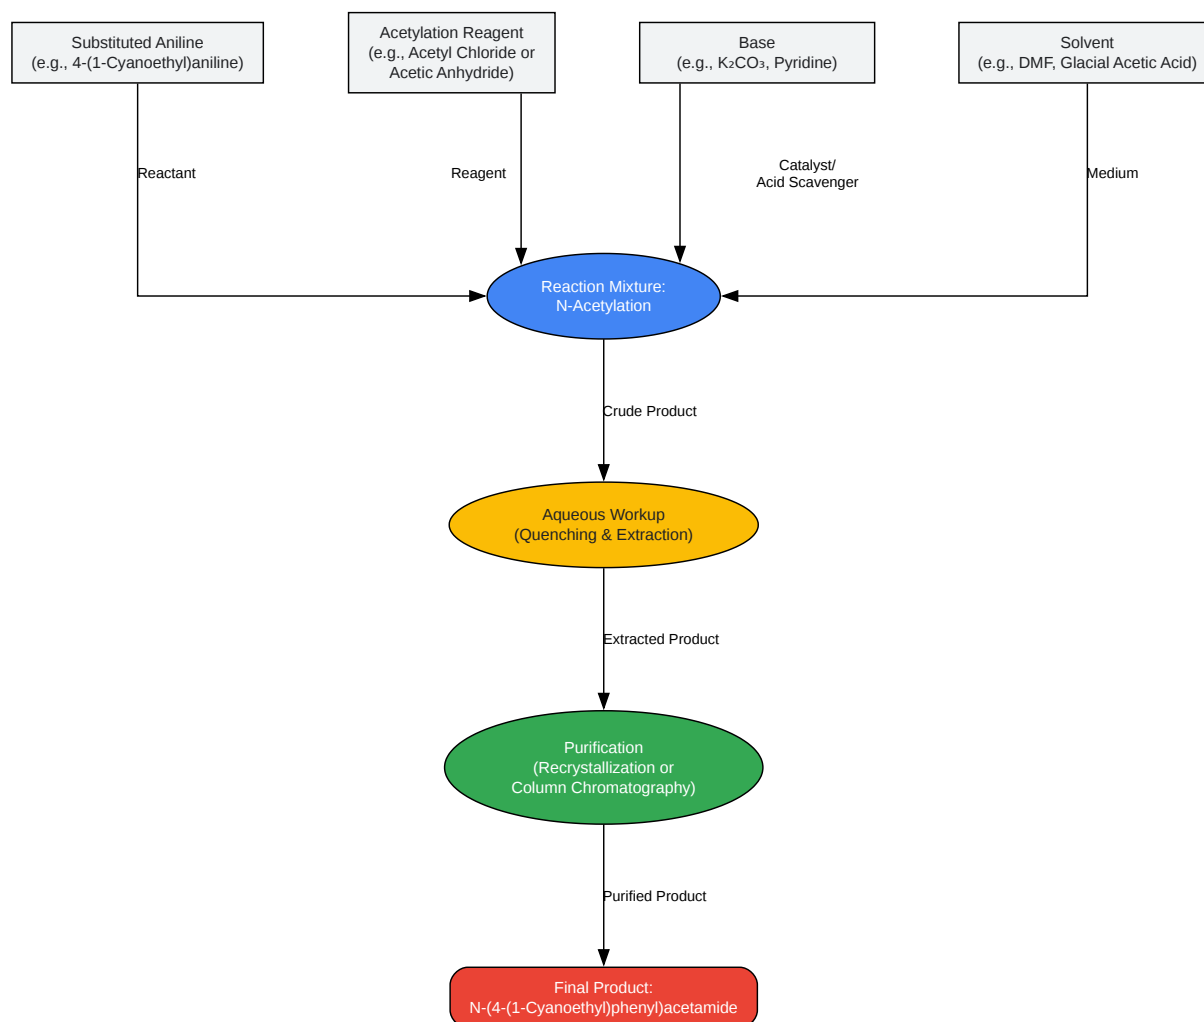 Substituted Aniline
(e.g., 4-(1-Cyanoethyl)aniline)
Acetylation Reagent
(e.g., Acetyl Chloride or
Acetic Anhydride)
Base
(e.g., K₂CO₃, Pyridine)
Solvent
(e.g., DMF, Glacial Acetic Acid)
Reactant
Reagent
Catalyst/
Acid Scavenger
Medium
Reaction Mixture:
N-Acetylation
Crude Product
Aqueous Workup
(Quenching & Extraction)
Extracted Product
Purification
(Recrystallization or
Column Chromatography)
Purified Product
Final Product:
N-(4-(1-Cyanoethyl)phenyl)acetamide